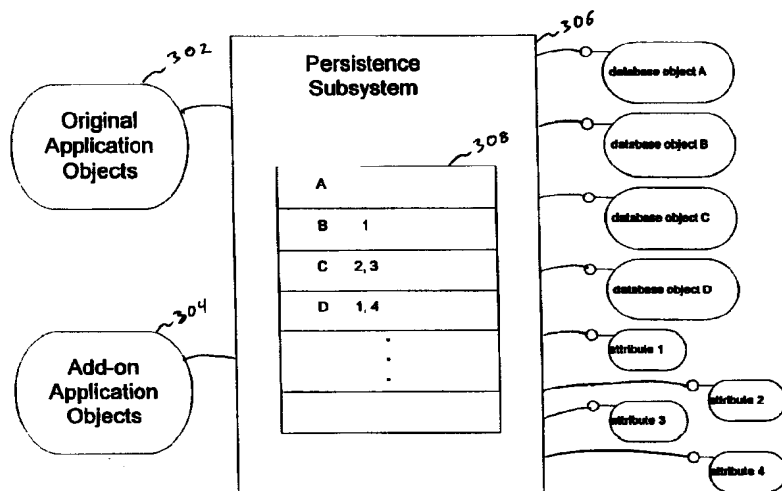 302
Original
Application
Objects
304
Add-on
Application
Objects
306
Persistence
Subsystem
308
A
B 1
C 2, 3
D 1, 4
database object A
database object B
database object C
database object D
attribute 1
attribute 2
attribute 3
attribute 4